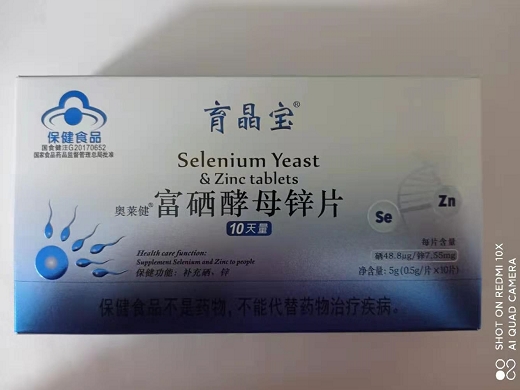 育晶宝®
保健食品
国食健注G20170652
国家食品药品监督管理总局批准
Selenium Yeast
& Zinc tablets
奥莱健®富硒酵母锌片
10天量
Se
Zn
Health care function:
Supplement Selenium and Zinc to people
保健功能：补充硒、锌
每片含量
硒48.8μg/锌7.55mg
净含量：5g(0.5g/片×10片)
保健食品不是药物，不能代替药物治疗疾病。
SHOT ON REDMI 10X
AI QUAD CAMERA